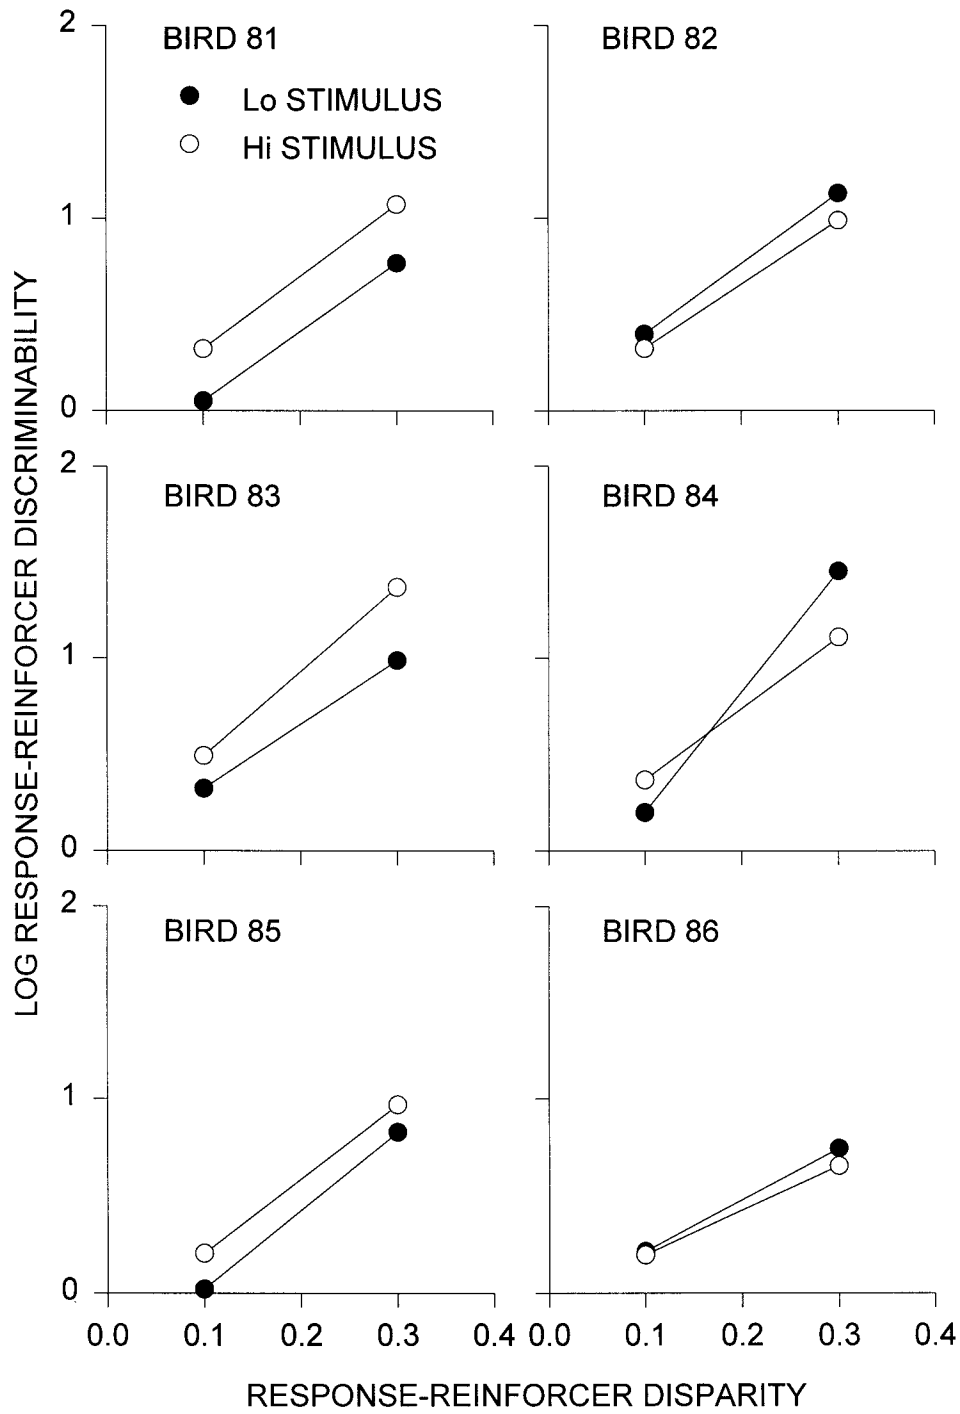 LOG RESPONSE-REINFORCER DISCRIMINABILITY
2
BIRD 81
Lo STIMULUS
Hi STIMULUS
1
0
BIRD 82
2
BIRD 83
1
0
BIRD 84
2
BIRD 85
1
0
0.0 0.1 0.2 0.3 0.4
BIRD 86
0.0 0.1 0.2 0.3 0.4
RESPONSE-REINFORCER DISPARITY